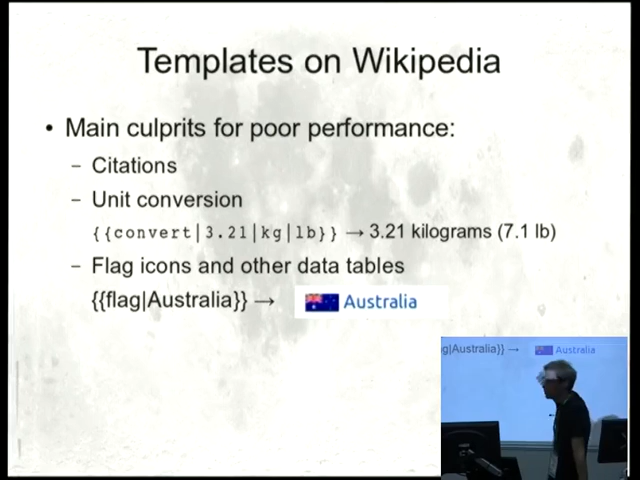 Templates on Wikipedia
• Main culprits for poor performance:
– Citations
– Unit conversion
{{convert|3.21|kg|lb}} → 3.21 kilograms (7.1 lb)
– Flag icons and other data tables
{{flag|Australia}} → Australia
g|Australia}} → Australia